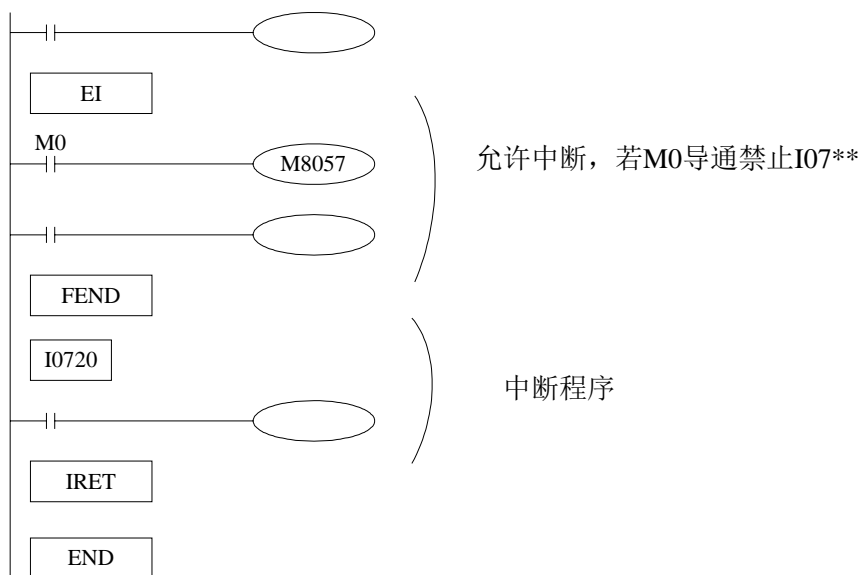 EI
M0
M8057
允许中断，若M0导通禁止I07**
FEND
I0720
中断程序
IRET
END